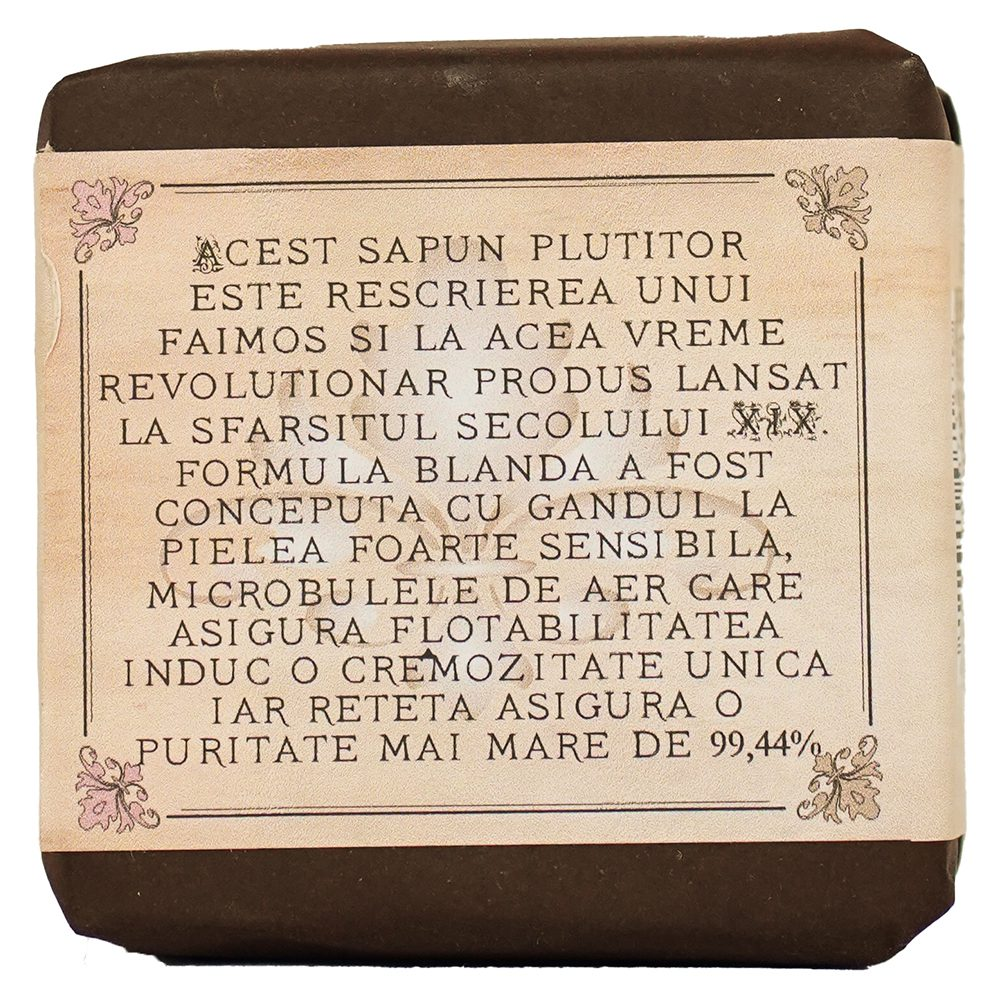 ACEST SAPUN PLUTITOR
ESTE RESCRIEREA UNUI
FAIMOS SI LA ACEA VREME
REVOLUTIONAR PRODUS LANSAT
LA SFARSITUL SECOLULUI XIX.
FORMULA BLANDA A FOST
CONCEPUTA CU GANDUL LA
PIELEA FOARTE SENSIBILA,
MICROBULELE DE AER CARE
ASIGURA FLOTABILITATEA
INDUC O CREMOZITATE UNICA
IAR RETETA ASIGURA O
PURITATE MAI MARE DE 99,44%